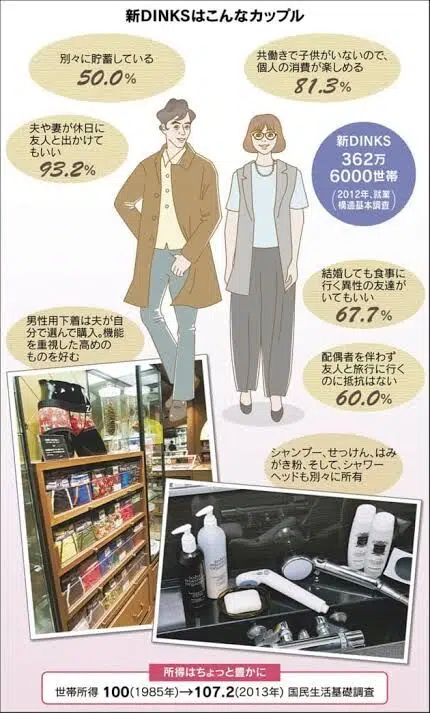 新DINKSはこんなカップル
別々に貯蓄している
50.0%
共働きで子供がいないので、
個人の消費が楽しめる
81.3%
夫や妻が休日に
友人と出かけても
もいい
93.2%
新DINKS
362万
6000世帯
(2012年、就業
構造基本調査)
結婚しても食事に
行く異性の友達が
いてもいい
67.7%
男性用下着は夫が自
分で選んで購入。機能
を重視した高めの
ものを好む
配偶者を伴わず
友人と旅行に行く
のに抵抗はない
60.0%
シャンプー、せっけん、はみ
がき粉、そして、シャワー
ヘッドも別々に所有
所得はちょっと豊かに
世帯所得 100(1985年)→107.2(2013年) 国民生活基礎調査